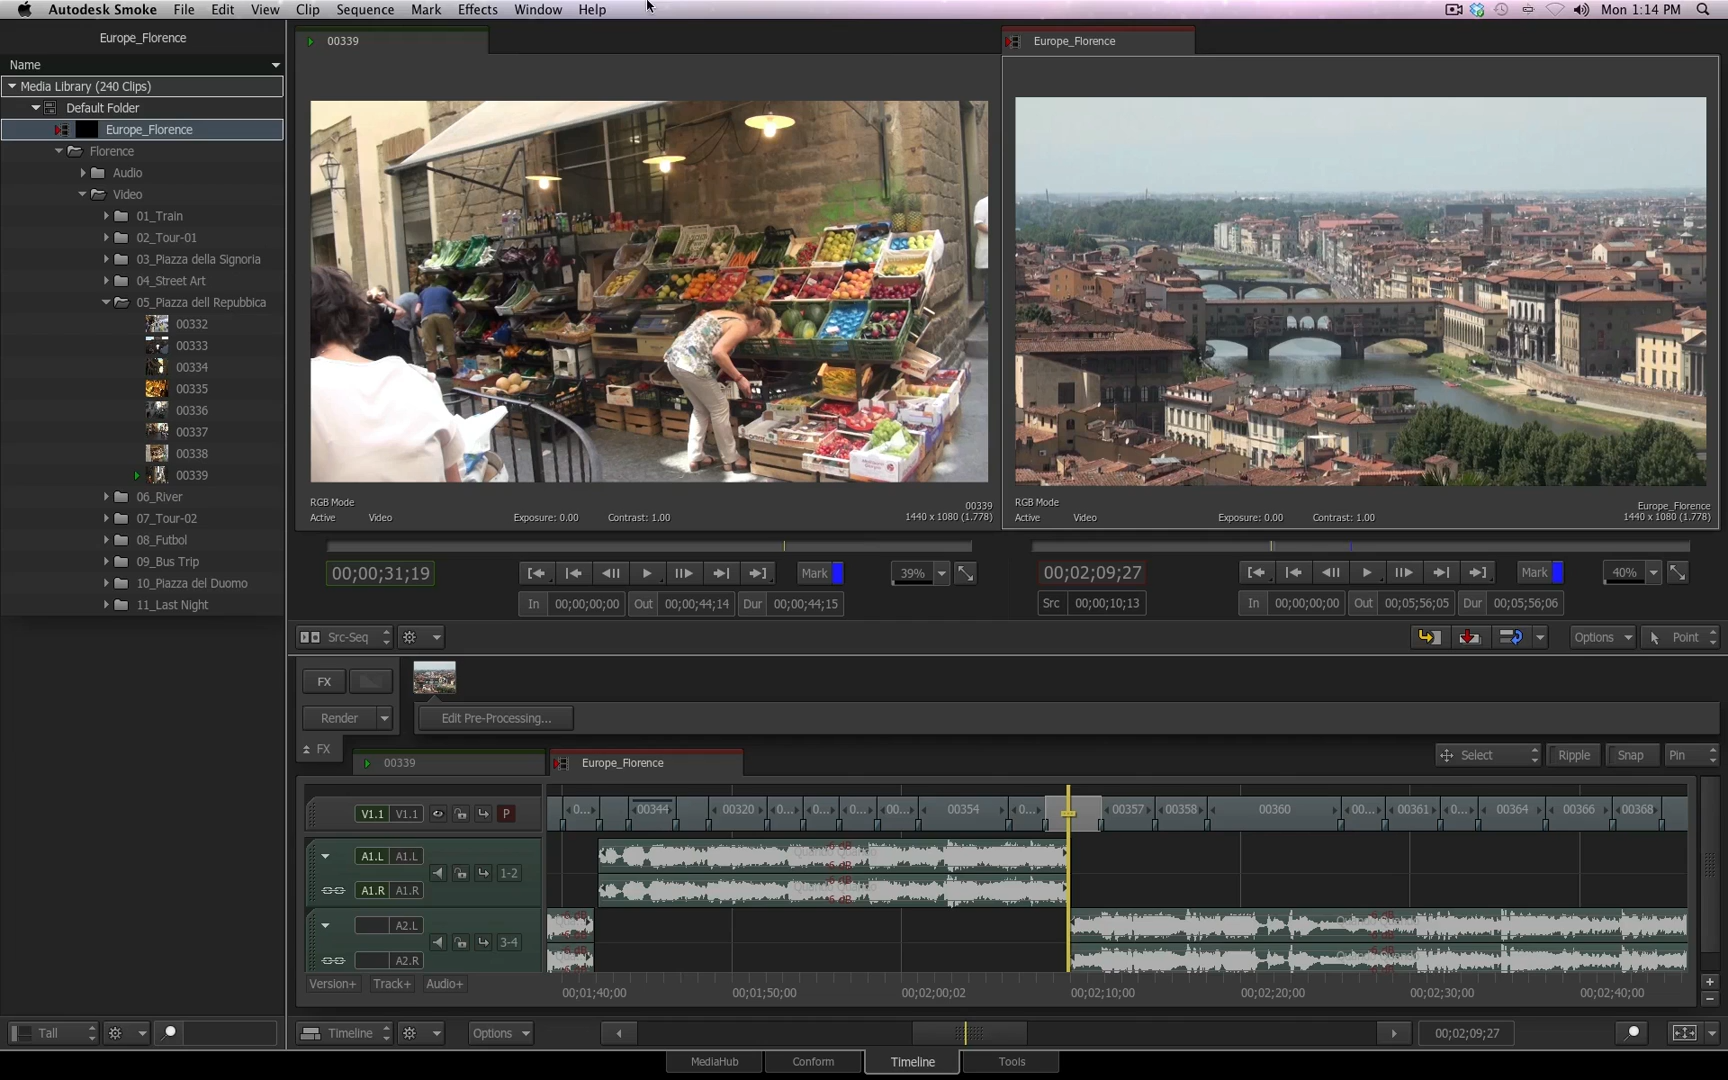 Autodesk Smoke File Edit View Clip Sequence Mark Effects Window Help Mon 1:14 PM
Europe_Florence
Name
Media Library (240 Clips)
Default Folder
Europe_Florence
Florence
Audio
Video
01_Train
02_Tour-01
03_Piazza della Signoria
04_Street Art
05_Piazza dell Repubbica
00332
00333
00334
00335
00336
00337
00338
00339
06_River
07_Tour-02
08_Futbol
09_Bus Trip
10_Piazza del Duomo
11_Last Night
Tall
00339
RGB Mode
00339
Active Video Exposure: 0.00 Contrast: 1.00 1440 x 1080 (1.778)
00;00;31;19 Mark 39%
In 00;00;00;00 Out 00;00;44;14 Dur 00;00;44;15
Europe_Florence
RGB Mode
Europe_Florence
Active Video Exposure: 0.00 Contrast: 1.00 1440 x 1080 (1.778)
00;02;09;27 Mark 40%
Src 00;00;10;13 In 00;00;00;00 Out 00;05;56;05 Dur 00;05;56;06
Src-Seq Options Point
FX
Render Edit Pre-Processing...
FX
00339 Europe_Florence Select Ripple Snap Pin
V1.1 V1.1 P 0... 00344 00320 0... 0... 0... 00... 00354 0... 00357 00358 00360 00... 00361 0... 00364 00366 00368
A1.L A1.L -6 dB
1-2
A1.R A1.R -6 dB
A2.L -6 dB
3-4
A2.R -6 dB
Version+ Track+ Audio+ 00;01;40;00 00;01;50;00 00;02;00;02 00;02;10;00 00;02;20;00 00;02;30;00 00;02;40;00
Timeline Options 00;02;09;27
MediaHub Conform Timeline Tools